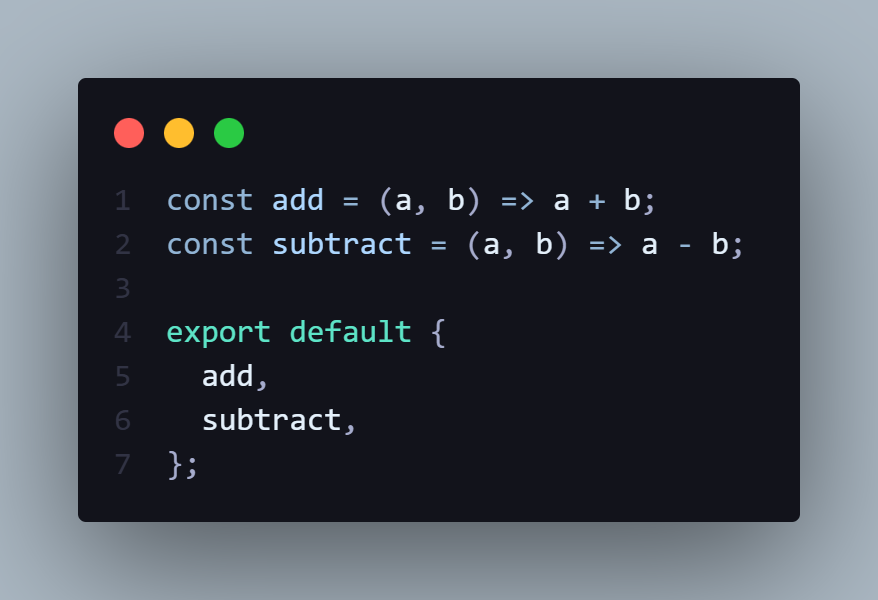 1 const add = (a, b) => a + b;
2 const subtract = (a, b) => a - b;
3
4 export default {
5   add,
6   subtract,
7 };